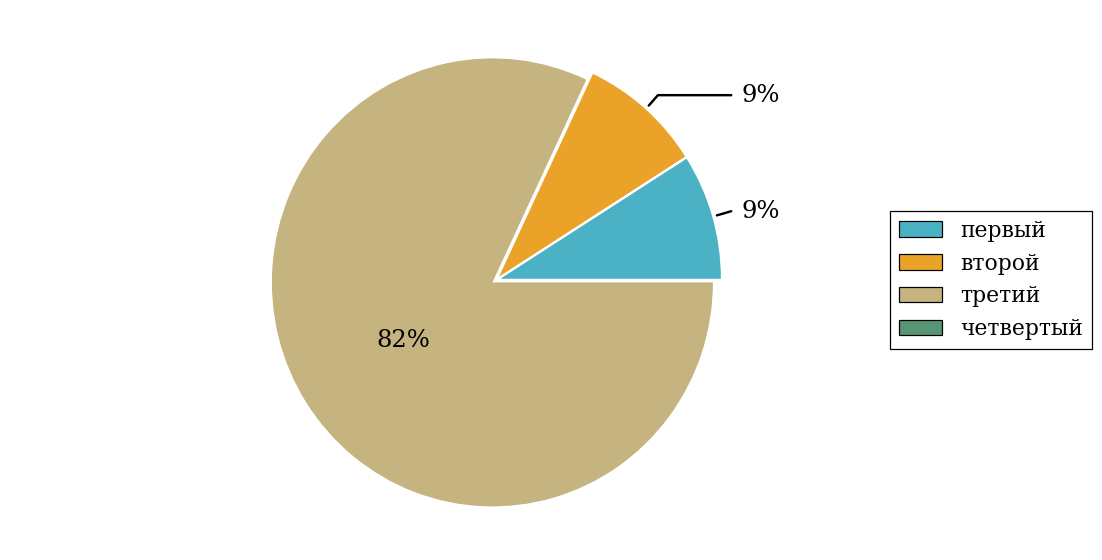 9%
9%
82%
первый
второй
третий
четвертый